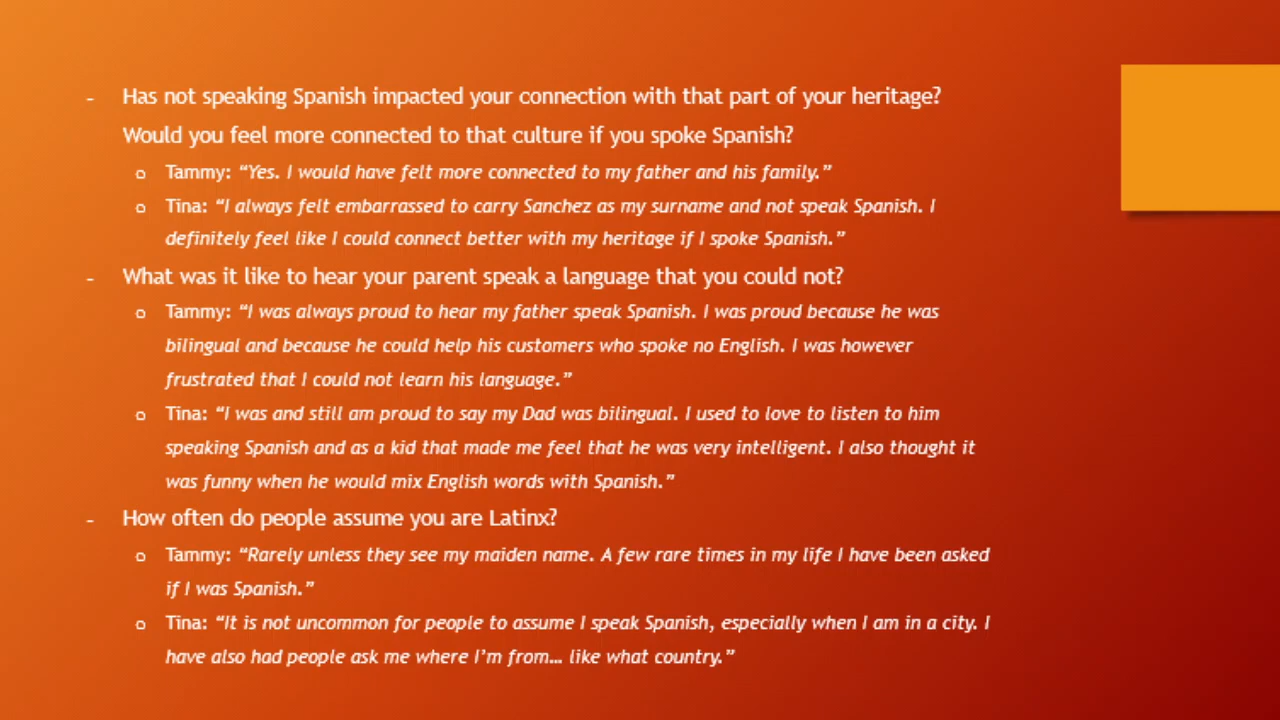 - Has not speaking Spanish impacted your connection with that part of your heritage?
Would you feel more connected to that culture if you spoke Spanish?
o Tammy: “Yes. I would have felt more connected to my father and his family.”
o Tina: “I always felt embarrassed to carry Sanchez as my surname and not speak Spanish. I
definitely feel like I could connect better with my heritage if I spoke Spanish.”
- What was it like to hear your parent speak a language that you could not?
o Tammy: “I was always proud to hear my father speak Spanish. I was proud because he was
bilingual and because he could help his customers who spoke no English. I was however
frustrated that I could not learn his language.”
o Tina: “I was and still am proud to say my Dad was bilingual. I used to love to listen to him
speaking Spanish and as a kid that made me feel that he was very intelligent. I also thought it
was funny when he would mix English words with Spanish.”
- How often do people assume you are Latinx?
o Tammy: “Rarely unless they see my maiden name. A few rare times in my life I have been asked
if I was Spanish.”
o Tina: “It is not uncommon for people to assume I speak Spanish, especially when I am in a city. I
have also had people ask me where I’m from… like what country.”